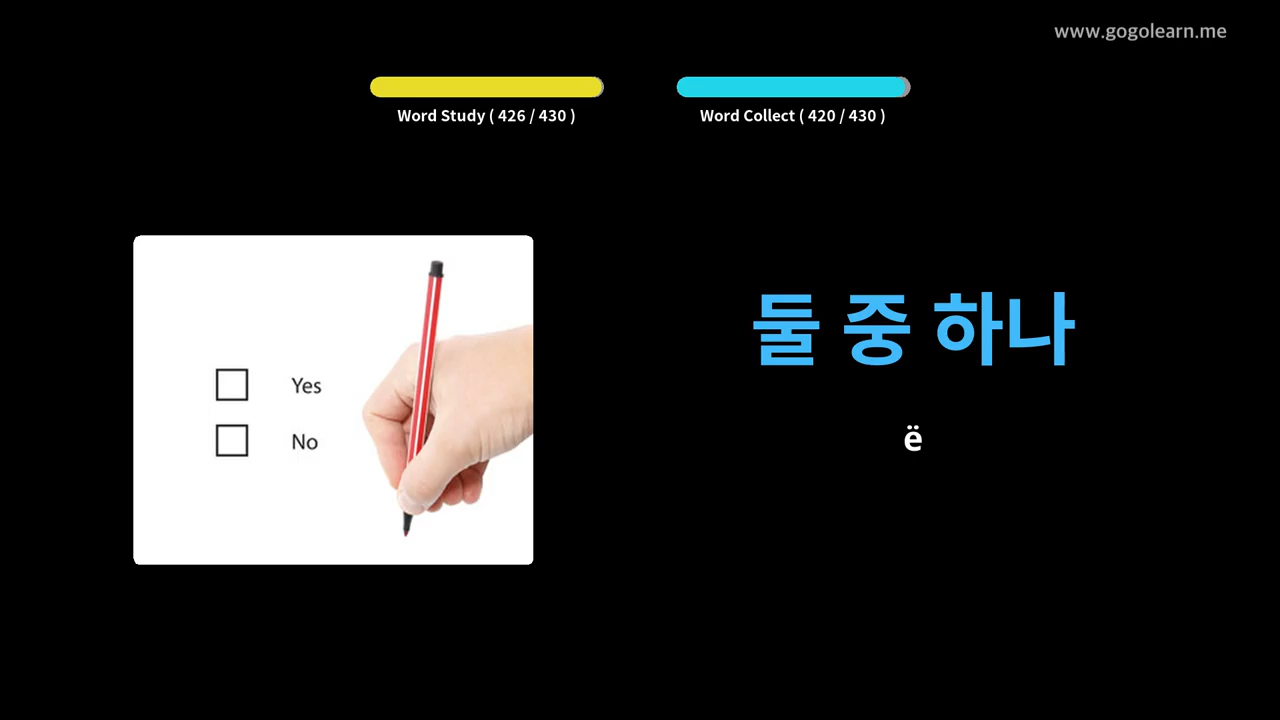 www.gogolearn.me
Word Study ( 426 / 430 )
Word Collect ( 420 / 430 )
둘 중 하나
ë
Yes
No